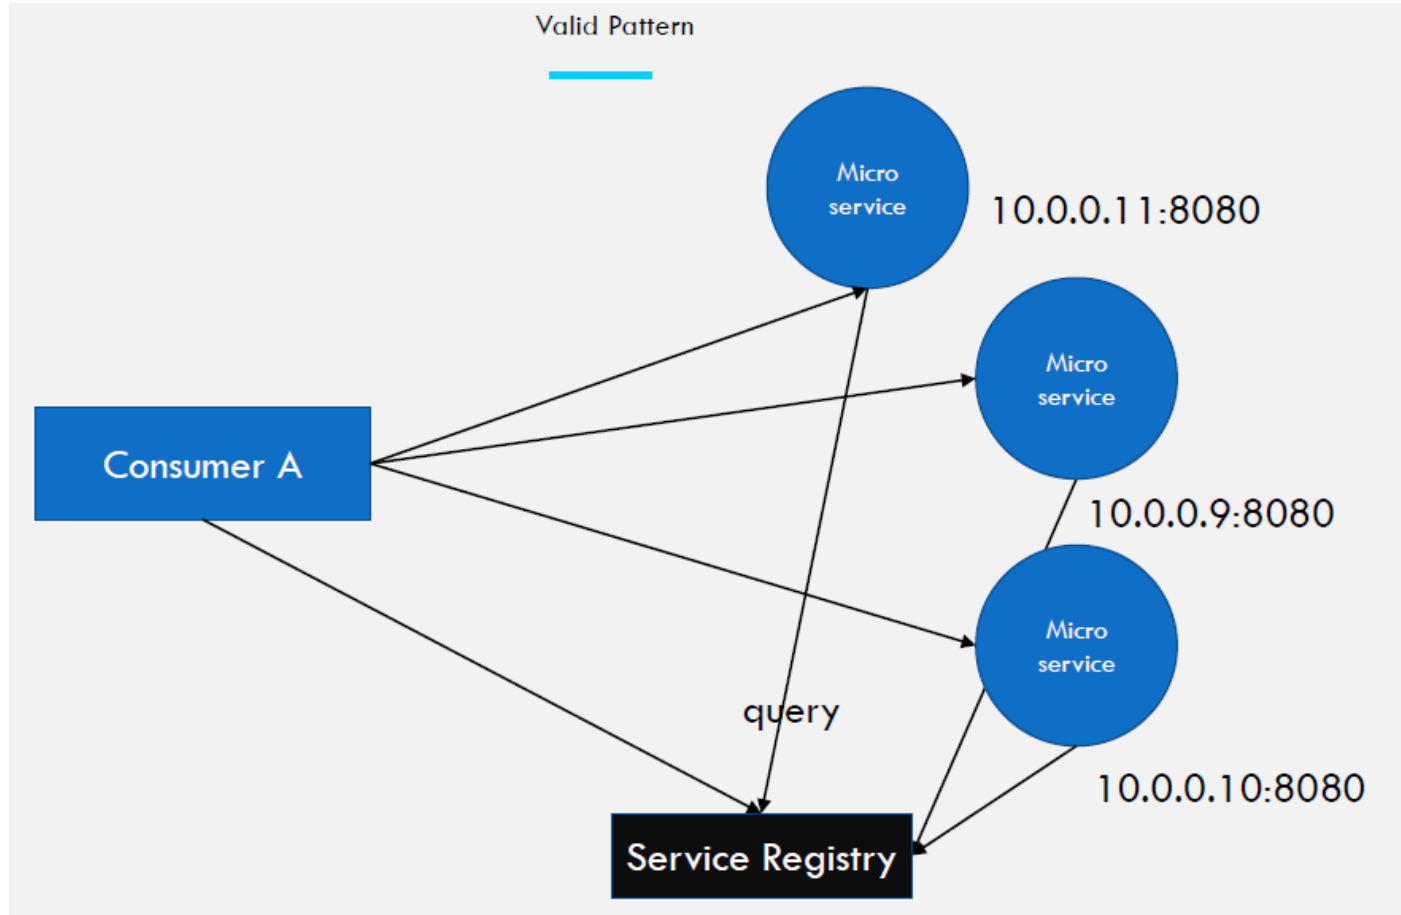 Valid Pattern
Micro
service
10.0.0.11:8080
Micro
service
Consumer A
10.0.0.9:8080
Micro
service
query
10.0.0.10:8080
Service Registry